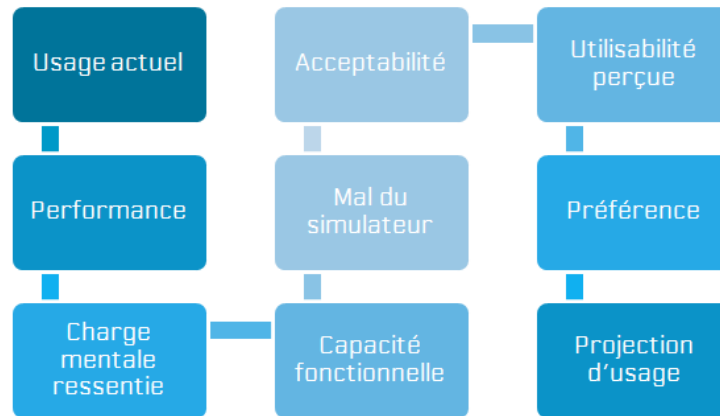 Usage actuel
Performance
Charge
mentale
ressentie
Capacité
fonctionnelle
Mal du
simulateur
Acceptabilité
Utilisabilité
perçue
Préférence
Projection
d'usage